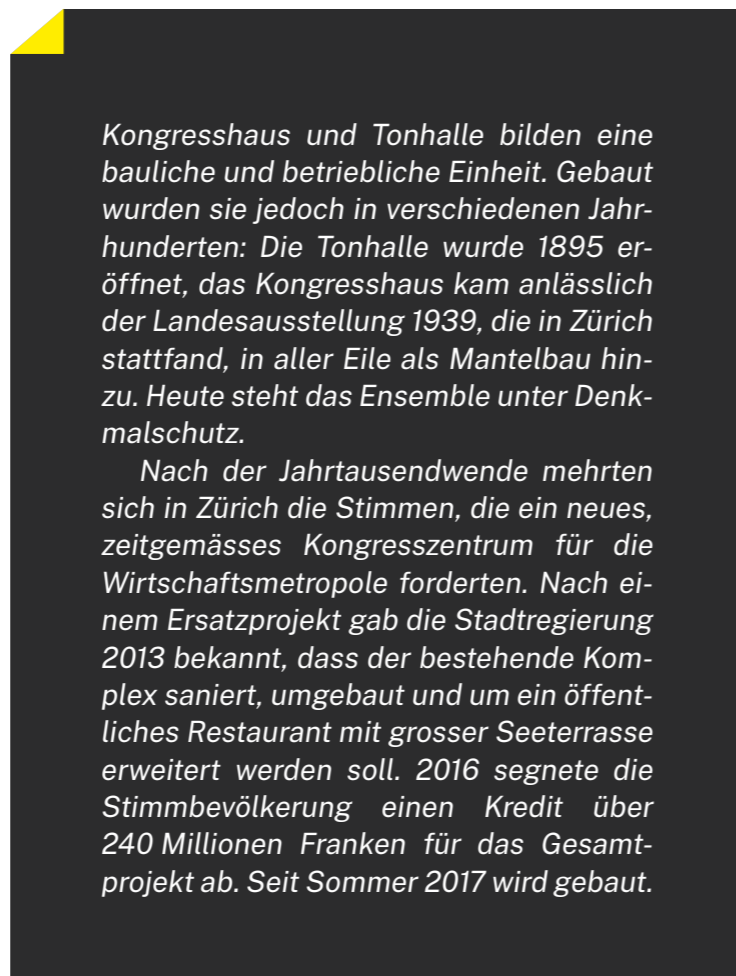 Kongresshaus und Tonhalle bilden eine
bauliche und betriebliche Einheit. Gebaut
wurden sie jedoch in verschiedenen Jahr-
hunderten: Die Tonhalle wurde 1895 er-
öffnet, das Kongresshaus kam anlässlich
der Landesausstellung 1939, die in Zürich
stattfand, in aller Eile als Mantelbau hin-
zu. Heute steht das Ensemble unter Denk-
malschutz.
Nach der Jahrtausendwende mehrten
sich in Zürich die Stimmen, die ein neues,
zeitgemässes Kongresszentrum für die
Wirtschaftsmetropole forderten. Nach ei-
nem Ersatzprojekt gab die Stadtregierung
2013 bekannt, dass der bestehende Kom-
plex saniert, umgebaut und um ein öffent-
liches Restaurant mit grosser Seeterrasse
erweitert werden soll. 2016 segnete die
Stimmbevölkerung einen Kredit über
240 Millionen Franken für das Gesamt-
projekt ab. Seit Sommer 2017 wird gebaut.